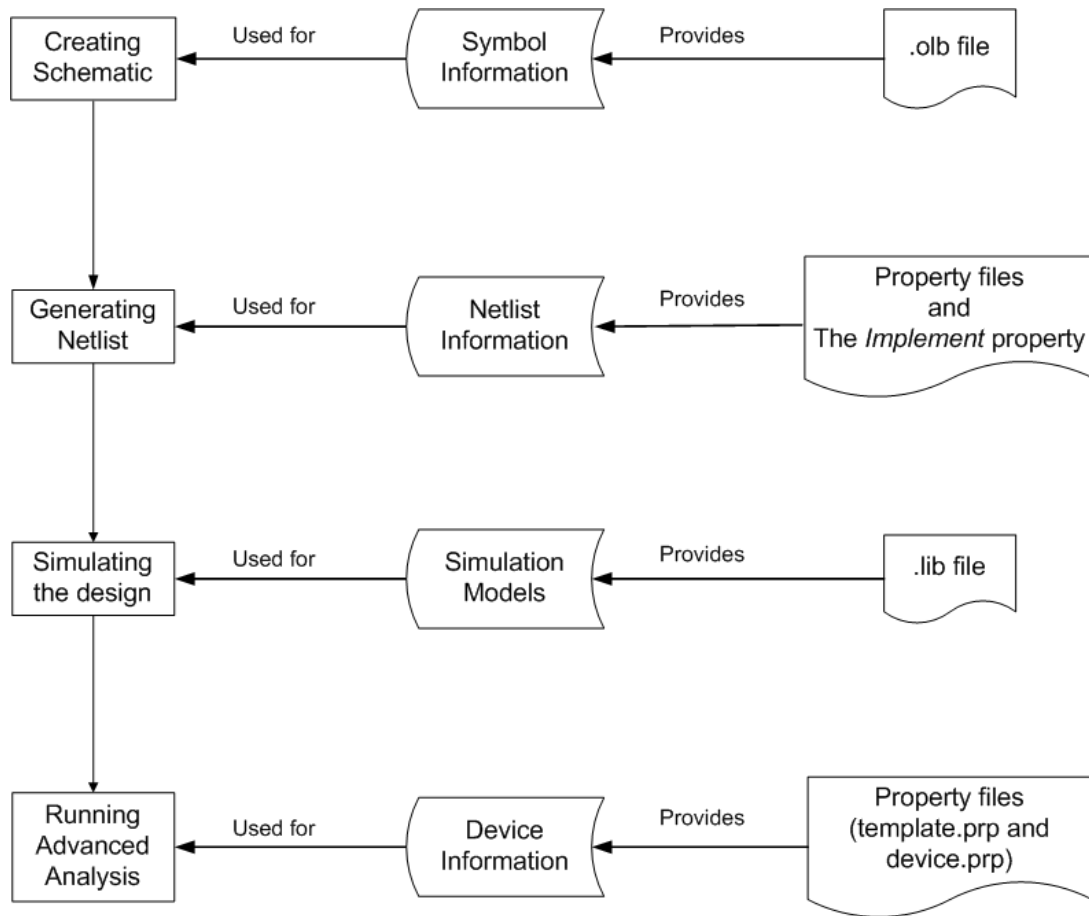 Creating
Schematic
Used for
Symbol
Information
Provides
.olb file
Generating
Netlist
Used for
Netlist
Information
Provides
Property files
and
The Implement property
Simulating
the design
Used for
Simulation
Models
Provides
.lib file
Running
Advanced
Analysis
Used for
Device
Information
Provides
Property files
(template.prp and
device.prp)